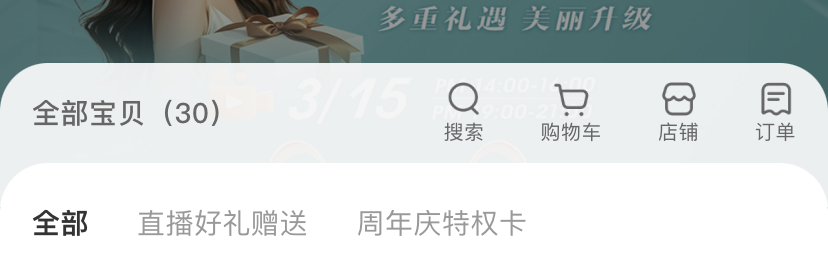 多重礼遇 美丽升级
全部宝贝（30）
3/15
搜索 购物车 店铺 订单
全部 直播好礼赠送 周年庆特权卡